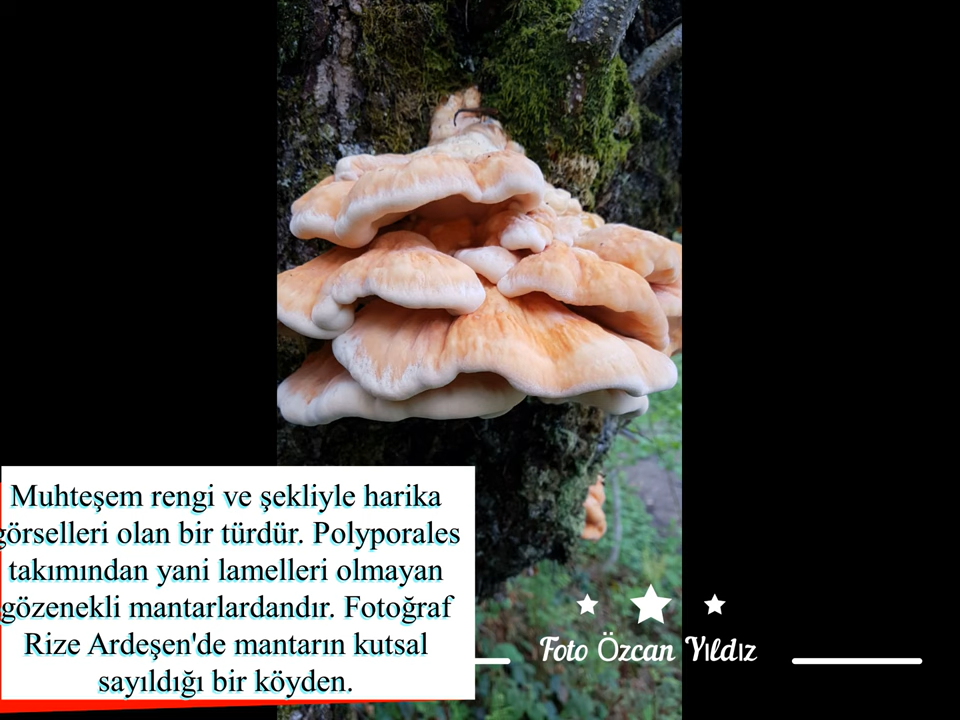 Muhteşem rengi ve şekliyle harika
görselleri olan bir türdür. Polyporales
takımından yani lamelleri olmayan
gözenekli mantarlardandır. Fotoğraf
Rize Ardeşen'de mantarın kutsal
sayıldığı bir köyden.
Foto Özcan Yıldız